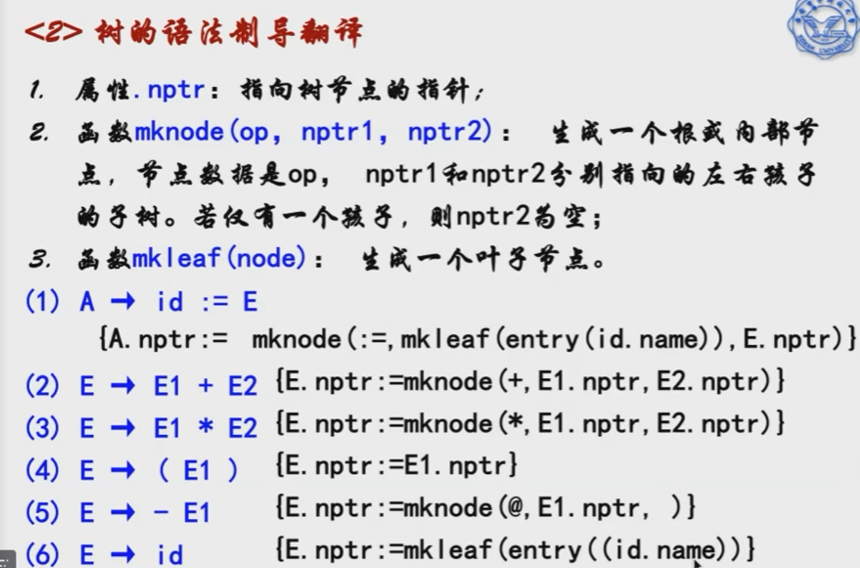 <2> 树的语法制导翻译
1. 属性.nptr：指向树节点的指针；
2. 函数mknode(op, nptr1, nptr2)： 生成一个根或内部节
点，节点数据是op， nptr1和nptr2分别指向的左右孩子
的子树。若仅有一个孩子，则nptr2为空；
3. 函数mkleaf(node)： 生成一个叶子节点。
(1) A → id := E
{A.nptr:= mknode(:=,mkleaf(entry(id.name)),E.nptr)}
(2) E → E1 + E2 {E.nptr:=mknode(+,E1.nptr,E2.nptr)}
(3) E → E1 * E2 {E.nptr:=mknode(*,E1.nptr,E2.nptr)}
(4) E → ( E1 ) {E.nptr:=E1.nptr}
(5) E → - E1 {E.nptr:=mknode(@,E1.nptr, )}
(6) E → id {E.nptr:=mkleaf(entry((id.name))}